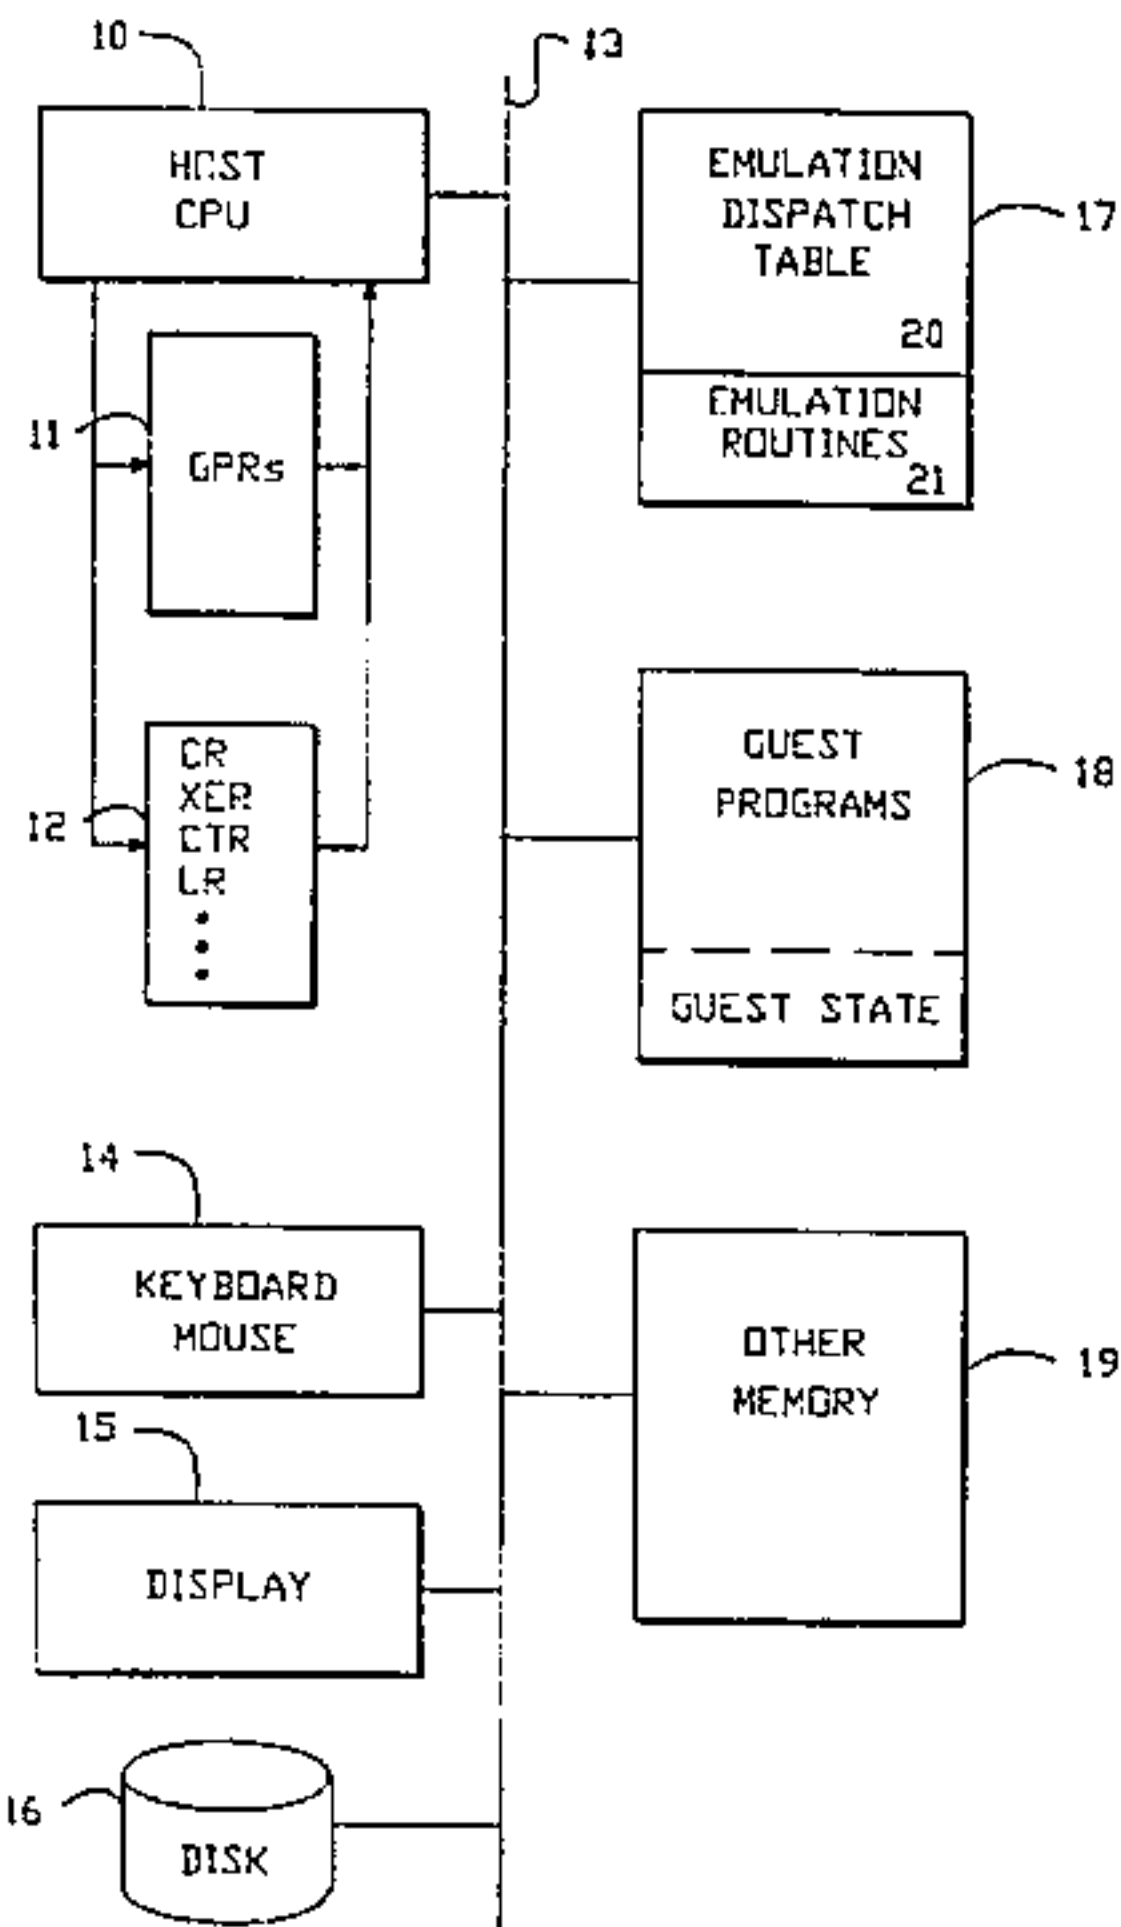 10
13
HOST
CPU
EMULATION
DISPATCH
TABLE
17
20
EMULATION
ROUTINES
21
11
GPRs
GUEST
PROGRAMS
18
CR
XER
12
CTR
LR
GUEST STATE
14
KEYBOARD
MOUSE
OTHER
MEMORY
19
15
DISPLAY
16
DISK